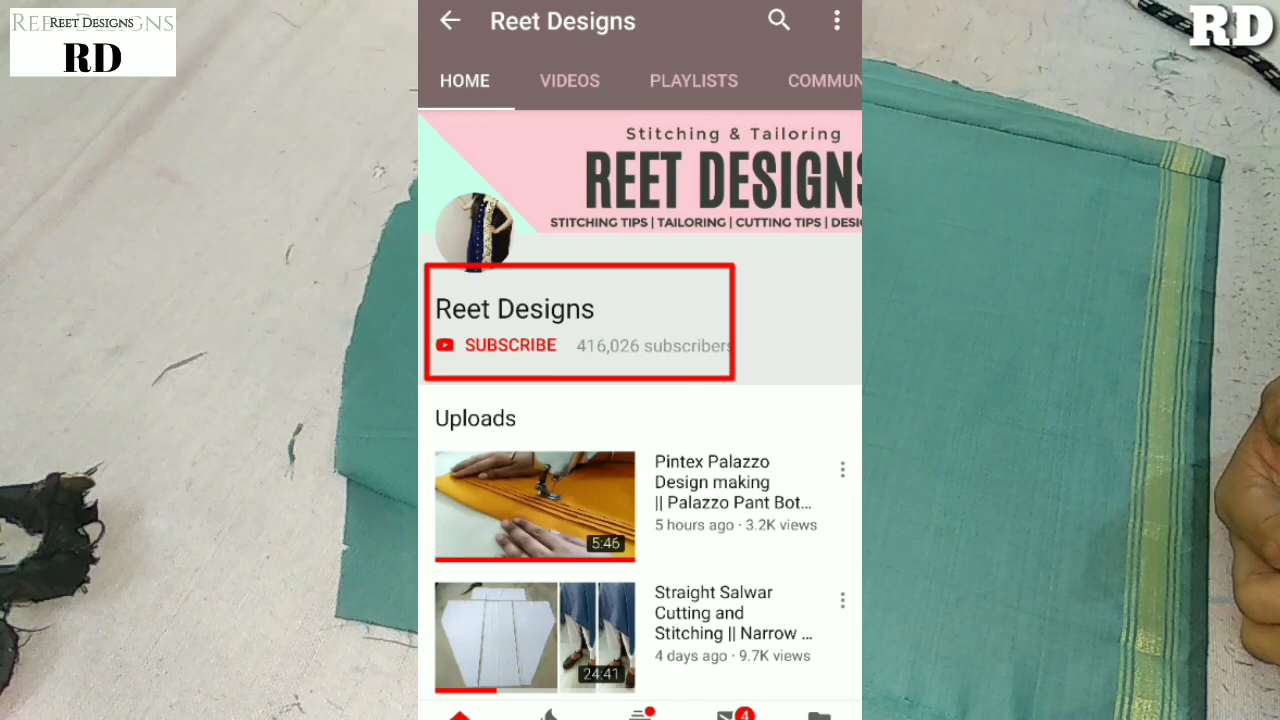 REET DESIGNS
REET DESIGNS
RD
RD
Reet Designs
HOME
VIDEOS
PLAYLISTS
COMMUN
Stitching & Tailoring
REET DESIGNS
STITCHING TIPS | TAILORING | CUTTING TIPS | DESI
Reet Designs
SUBSCRIBE
416,026 subscribers
Uploads
Pintex Palazzo
Design making
|| Palazzo Pant Bot...
5 hours ago · 3.2K views
5:46
Straight Salwar
Cutting and
Stitching || Narrow ...
4 days ago · 9.7K views
24:41
4